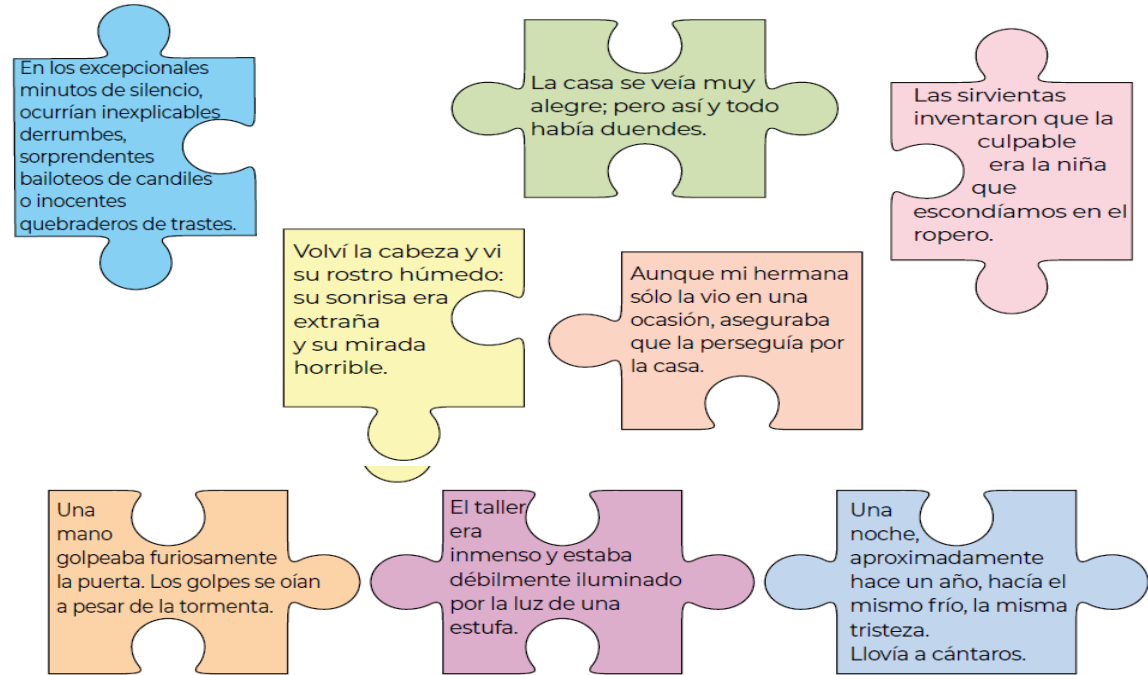 En los excepcionales
minutos de silencio,
ocurrían inexplicables
derrumbes,
sorprendentes
bailoteos de candiles
o inocentes
quebraderos de trastes.
La casa se veía muy
alegre; pero así y todo
había duendes.
Las sirvientas
inventaron que la
culpable
era la niña
que
escondíamos en el
ropero.
Volví la cabeza y vi
su rostro húmedo:
su sonrisa era
extraña
y su mirada
horrible.
Aunque mi hermana
sólo la vio en una
ocasión, aseguraba
que la perseguía por
la casa.
Una
mano
golpeaba furiosamente
la puerta. Los golpes se oían
a pesar de la tormenta.
El taller
era
inmenso y estaba
débilmente iluminado
por la luz de una
estufa.
Una
noche,
aproximadamente
hace un año, hacía el
mismo frío, la misma
tristeza.
Llovía a cántaros.